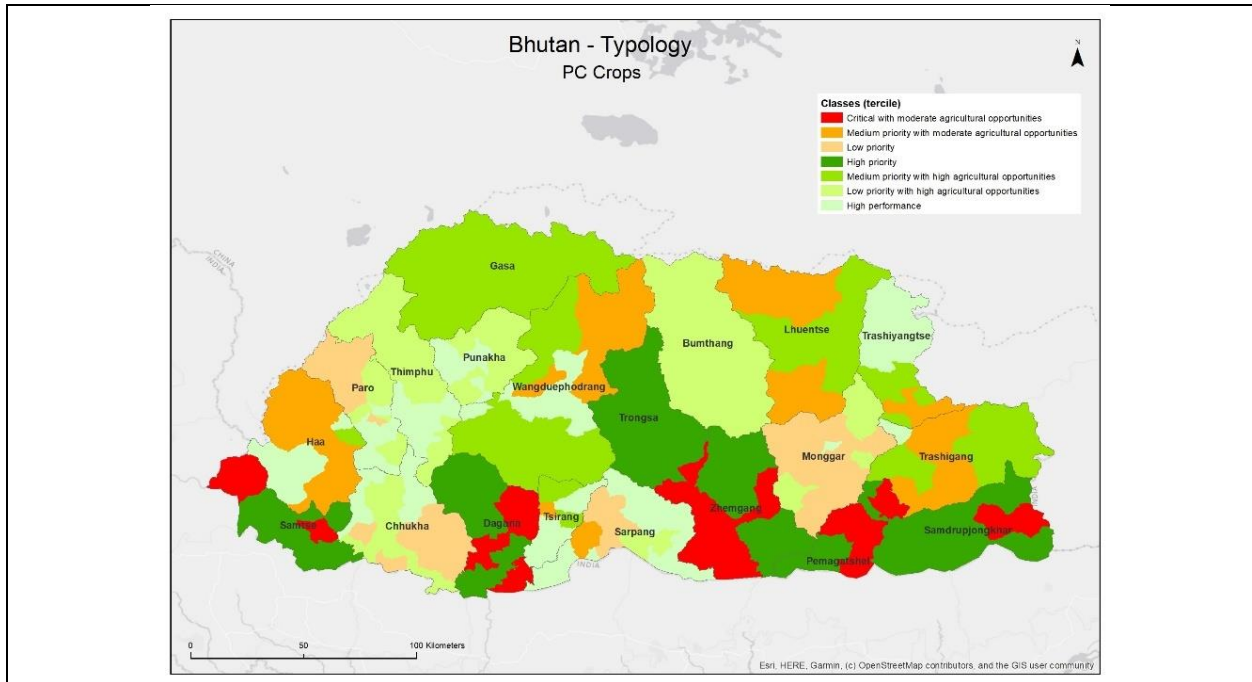 Bhutan - Typology
PC Crops
N
Classes (tercile)
Critical with moderate agricultural opportunities
Medium priority with moderate agricultural opportunities
Low priority
High priority
Medium priority with high agricultural opportunities
Low priority with high agricultural opportunities
High performance
CHINA
INDIA
Gasa
Bumthang
Lhuentse
Trashiyangtse
Punakha
Thimphu
Paro
Wangduephodrang
Trongsa
Haa
Monggar
Trashigang
Zhemgang
Samtse
Chhukha
Dagana
Tsirang
Sarpang
Samdrupjongkhar
Pemagatshel
INDIA
INDIA
0 50 100 Kilometers
Esri, HERE, Garmin, (c) OpenStreetMap contributors, and the GIS user community